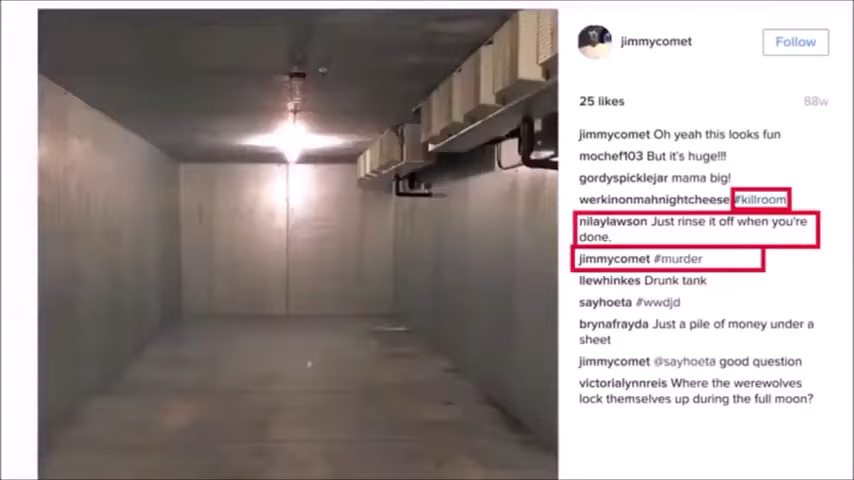 jimmycomet
Follow
25 likes
88w
jimmycomet Oh yeah this looks fun
mochef103 But it's huge!!!
gordyspicklejar mama big!
werkinonmahnightcheese #killroom
nilaylawson Just rinse it off when you're
done.
jimmycomet #murder
llewhinkes Drunk tank
sayhoeta #wwdjd
brynafrayda Just a pile of money under a
sheet
jimmycomet @sayhoeta good question
victorialynnreis Where the werewolves
lock themselves up during the full moon?